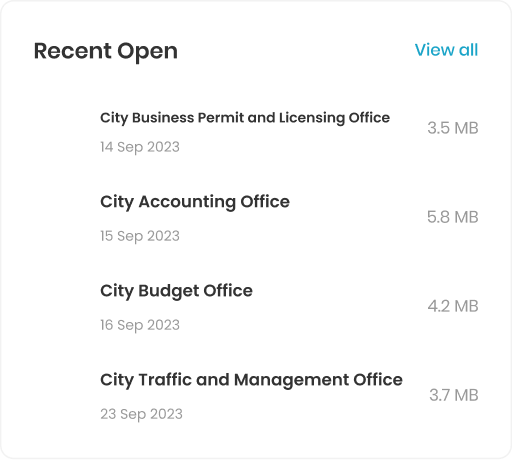 Recent Open
View all
City Business Permit and Licensing Office
3.5 MB
14 Sep 2023
City Accounting Office
5.8 MB
15 Sep 2023
City Budget Office
4.2 MB
16 Sep 2023
City Traffic and Management Office
3.7 MB
23 Sep 2023